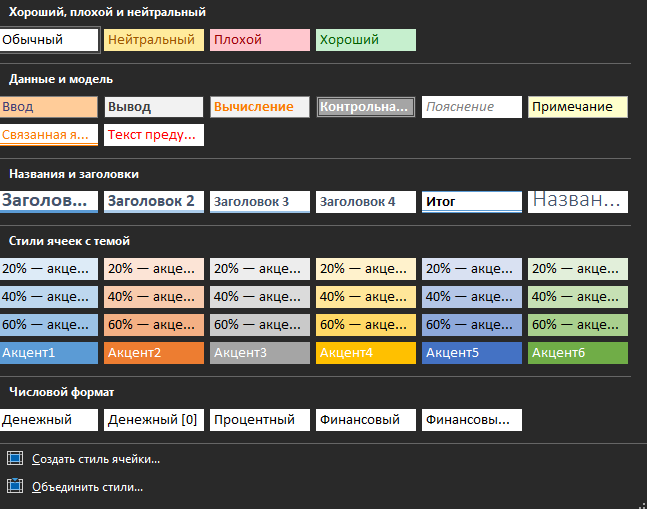 Хороший, плохой и нейтральный
Обычный Нейтральный Плохой Хороший
Данные и модель
Ввод Вывод Вычисление Контрольна... Пояснение Примечание
Связанная я... Текст преду...
Названия и заголовки
Заголов... Заголовок 2 Заголовок 3 Заголовок 4 Итог Назван...
Стили ячеек с темой
20% — акце... 20% — акце... 20% — акце... 20% — акце... 20% — акце... 20% — акце...
40% — акце... 40% — акце... 40% — акце... 40% — акце... 40% — акце... 40% — акце...
60% — акце... 60% — акце... 60% — акце... 60% — акце... 60% — акце... 60% — акце...
Акцент1 Акцент2 Акцент3 Акцент4 Акцент5 Акцент6
Числовой формат
Денежный Денежный [0] Процентный Финансовый Финансовы...
Создать стиль ячейки...
Объединить стили...